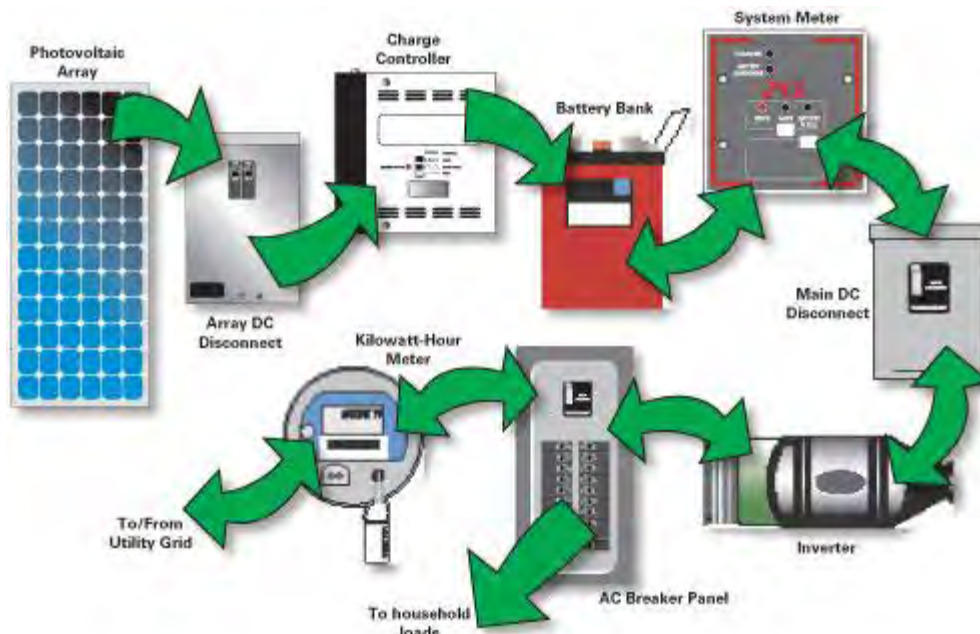 System Meter
Charge
Controller
Photovoltaic
Array
Battery Bank
Main DC
Disconnect
Array DC
Disconnect
Kilowatt-Hour
Meter
To/From
Utility Grid
Inverter
AC Breaker Panel
To household
loads